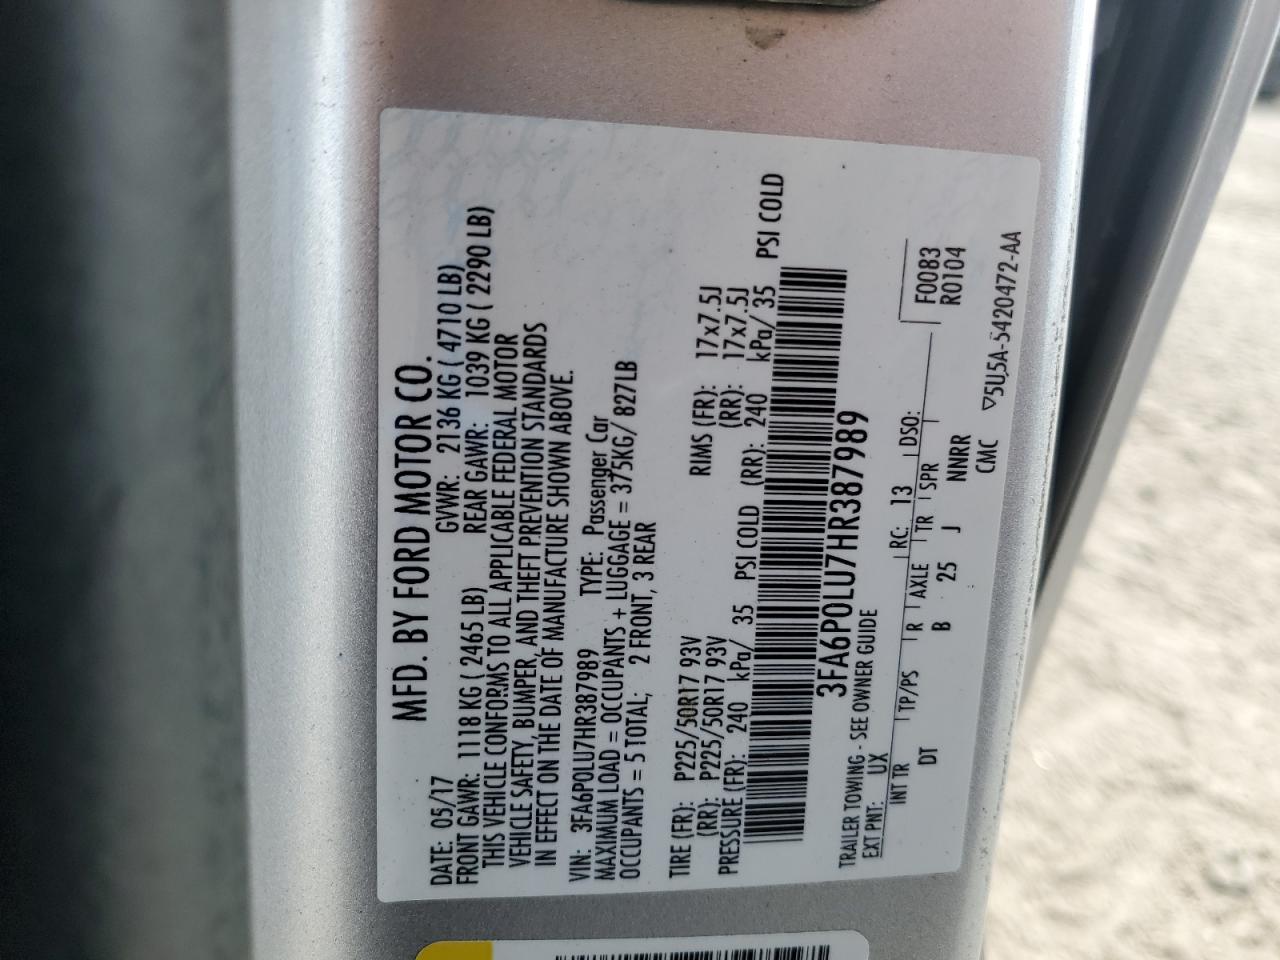 MFD. BY FORD MOTOR CO.
DATE: 05/17 GVWR: 2136 KG ( 4710 LB)
FRONT GAWR: 1118 KG ( 2465 LB) REAR GAWR: 1039 KG ( 2290 LB)
THIS VEHICLE CONFORMS TO ALL APPLICABLE FEDERAL MOTOR
VEHICLE SAFETY, BUMPER, AND THEFT PREVENTION STANDARDS
IN EFFECT ON THE DATE OF MANUFACTURE SHOWN ABOVE.
VIN: 3FA6P0LU7HR387989 TYPE: Passenger Car
MAXIMUM LOAD = OCCUPANTS + LUGGAGE = 375KG/ 827LB
OCCUPANTS = 5 TOTAL; 2 FRONT, 3 REAR
TIRE (FR): P225/50R17 93V RIMS (FR): 17x7.5J
(RR): P225/50R17 93V (RR): 17x7.5J
PRESSURE (FR): 240 kPa/ 35 PSI COLD (RR): 240 kPa/ 35 PSI COLD
3FA6P0LU7HR387989
TRAILER TOWING - SEE OWNER GUIDE
EXT PNT: UX RC: 13 DSO: F0083
INT TR TP/PS R AXLE TR SPR R0104
DT B 25 J NNRR
CMC ▽5U5A-5420472-AA